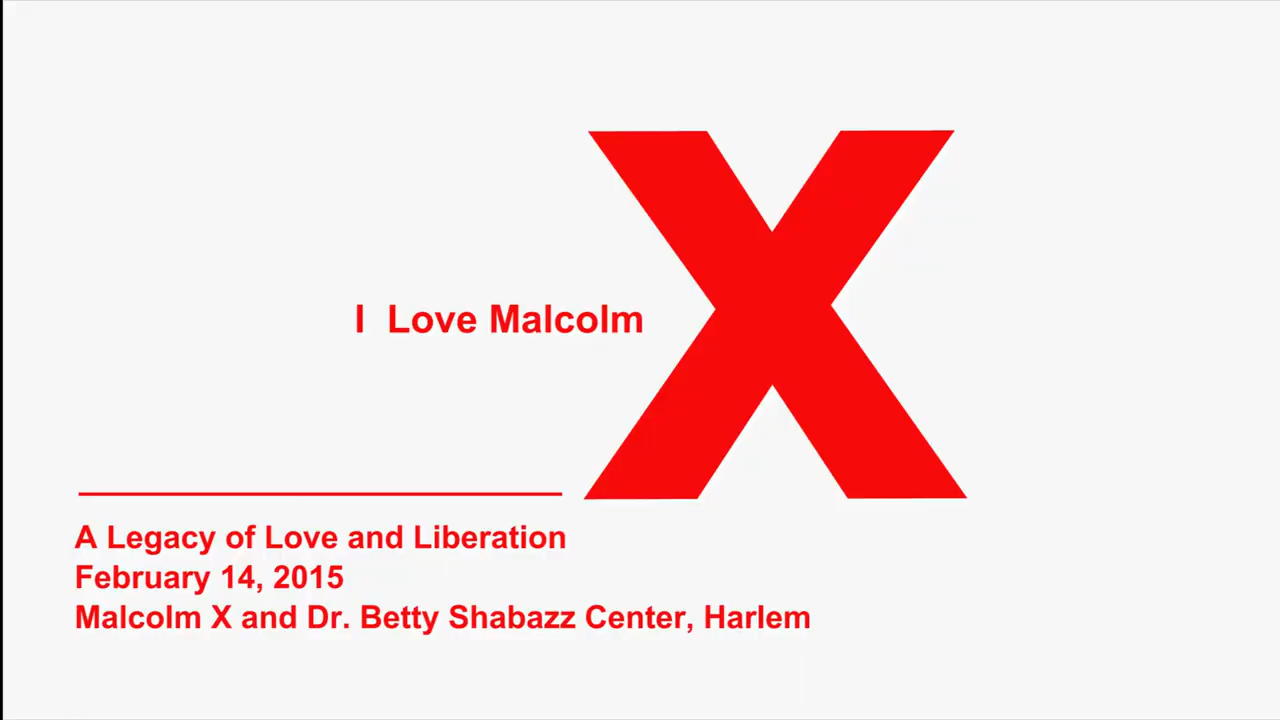 I Love Malcolm X
A Legacy of Love and Liberation
February 14, 2015
Malcolm X and Dr. Betty Shabazz Center, Harlem